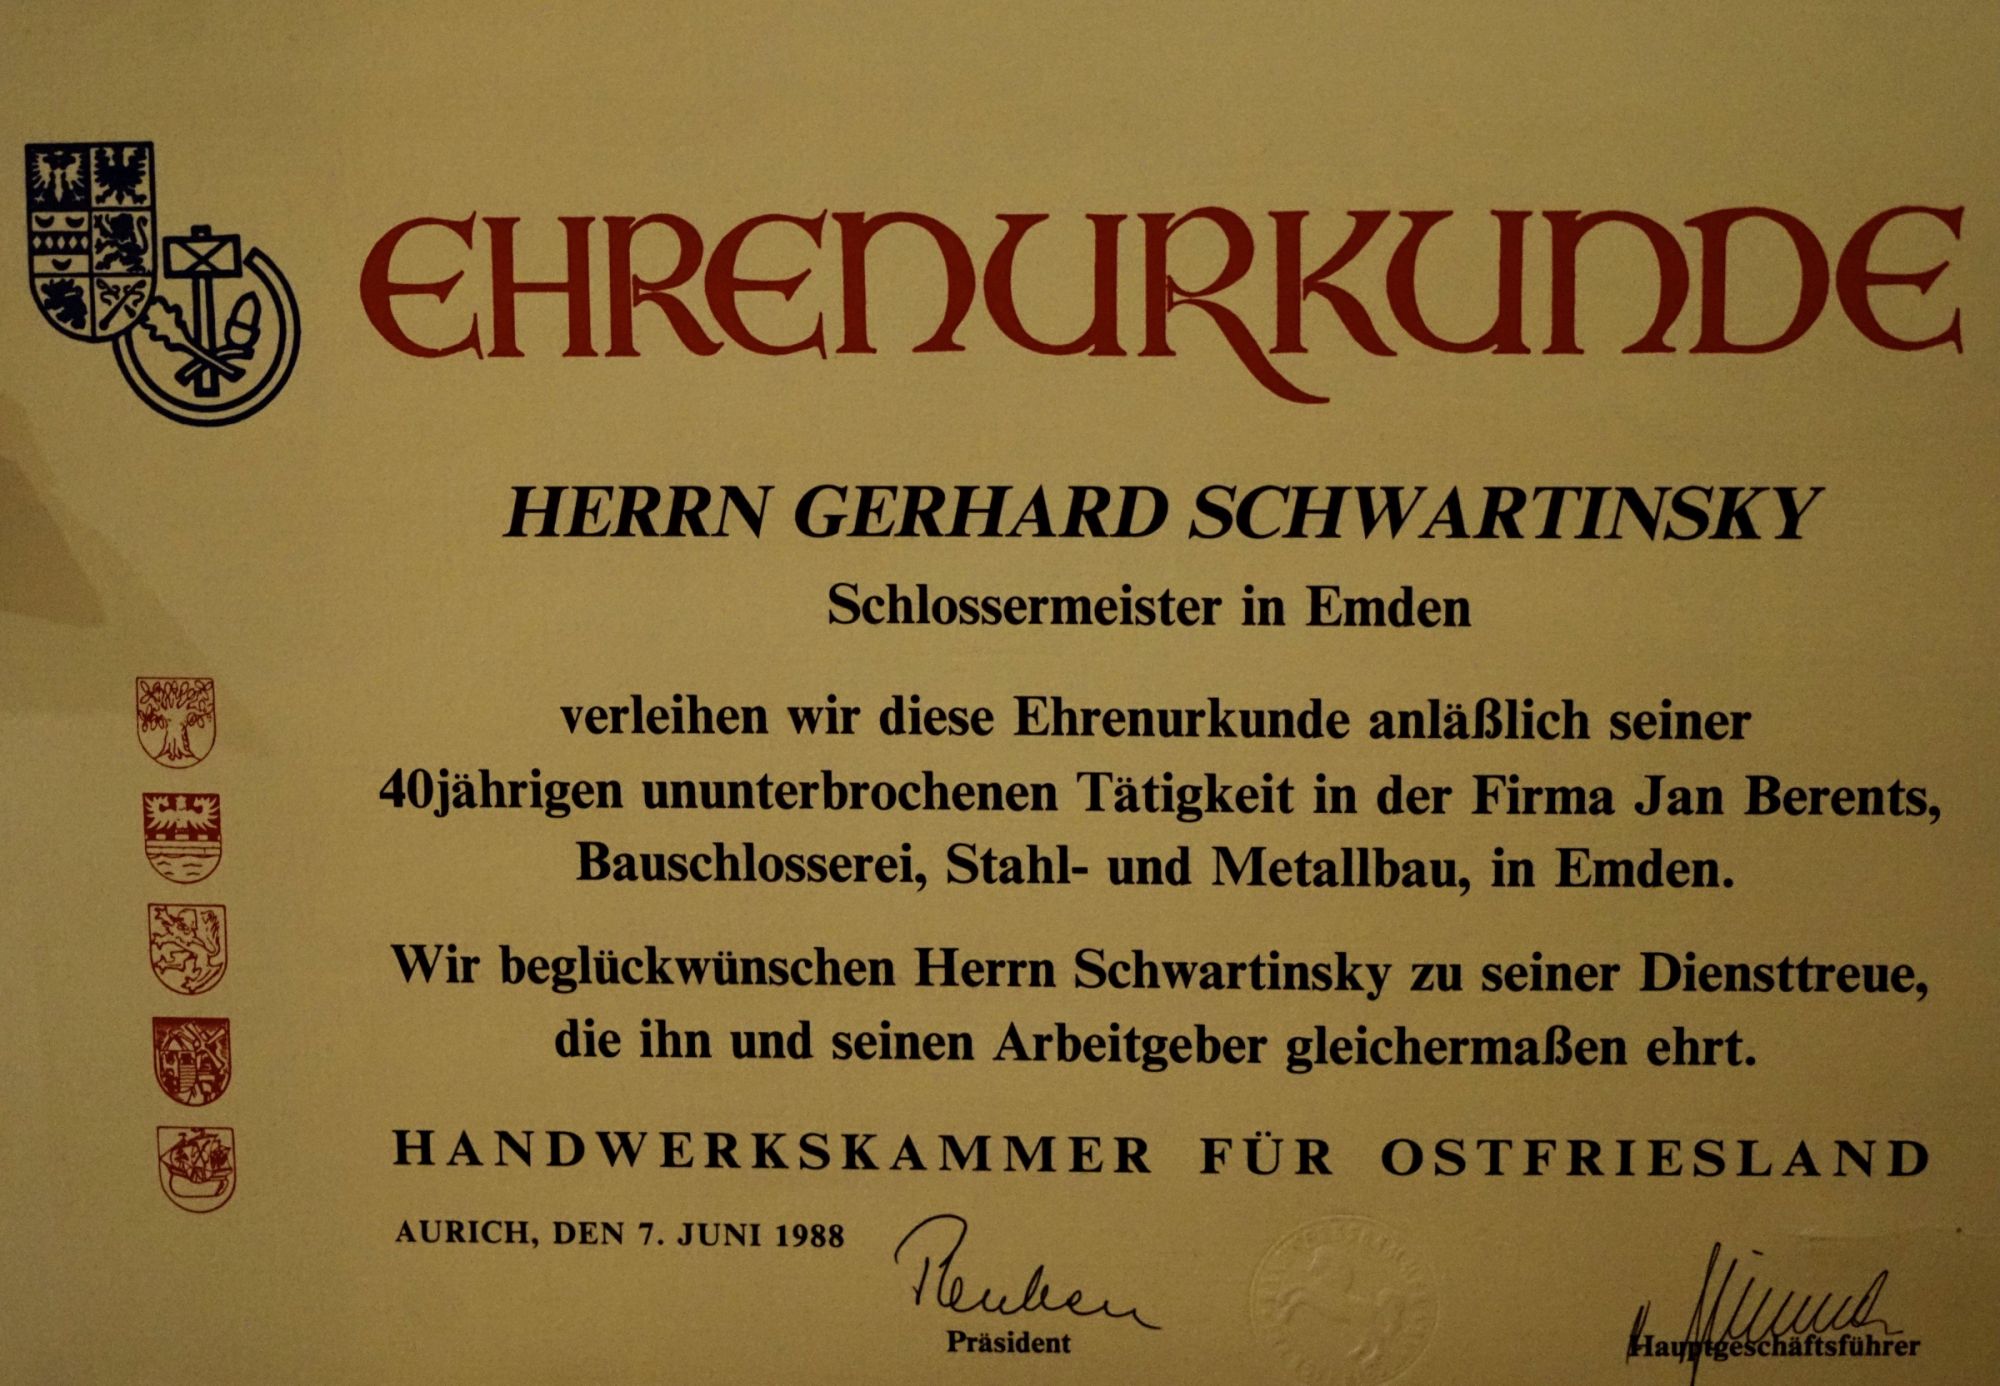 EHRENURKUNDE
HERRN GERHARD SCHWARTINSKY
Schlossermeister in Emden
verleihen wir diese Ehrenurkunde anläßlich seiner
40jährigen ununterbrochenen Tätigkeit in der Firma Jan Berents,
Bauschlosserei, Stahl- und Metallbau, in Emden.
Wir beglückwünschen Herrn Schwartinsky zu seiner Diensttreue,
die ihn und seinen Arbeitgeber gleichermaßen ehrt.
HANDWERKSKAMMER FÜR OSTFRIESLAND
AURICH, DEN 7. JUNI 1988
Präsident
Hauptgeschäftsführer